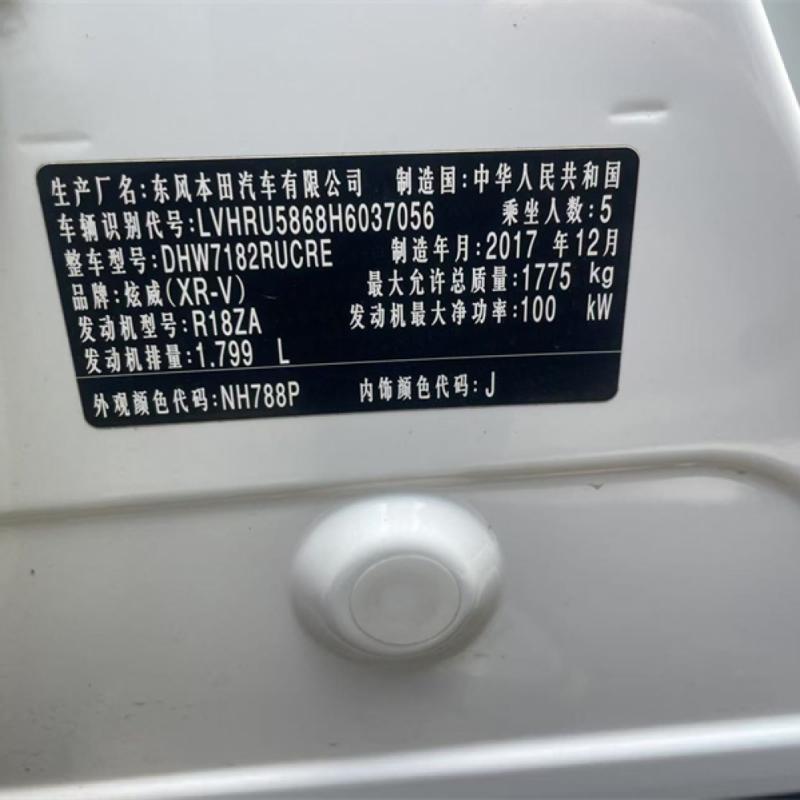 生产厂名:东风本田汽车有限公司 制造国:中华人民共和国
车辆识别代号:LVHRU5868H6037056 乘坐人数:5
整车型号:DHW7182RUCRE 制造年月:2017 年12月
品牌:炫威(XR-V) 最大允许总质量:1775 kg
发动机型号:R18ZA 发动机最大净功率:100 kW
发动机排量:1.799 L
外观颜色代码:NH788P 内饰颜色代码:J